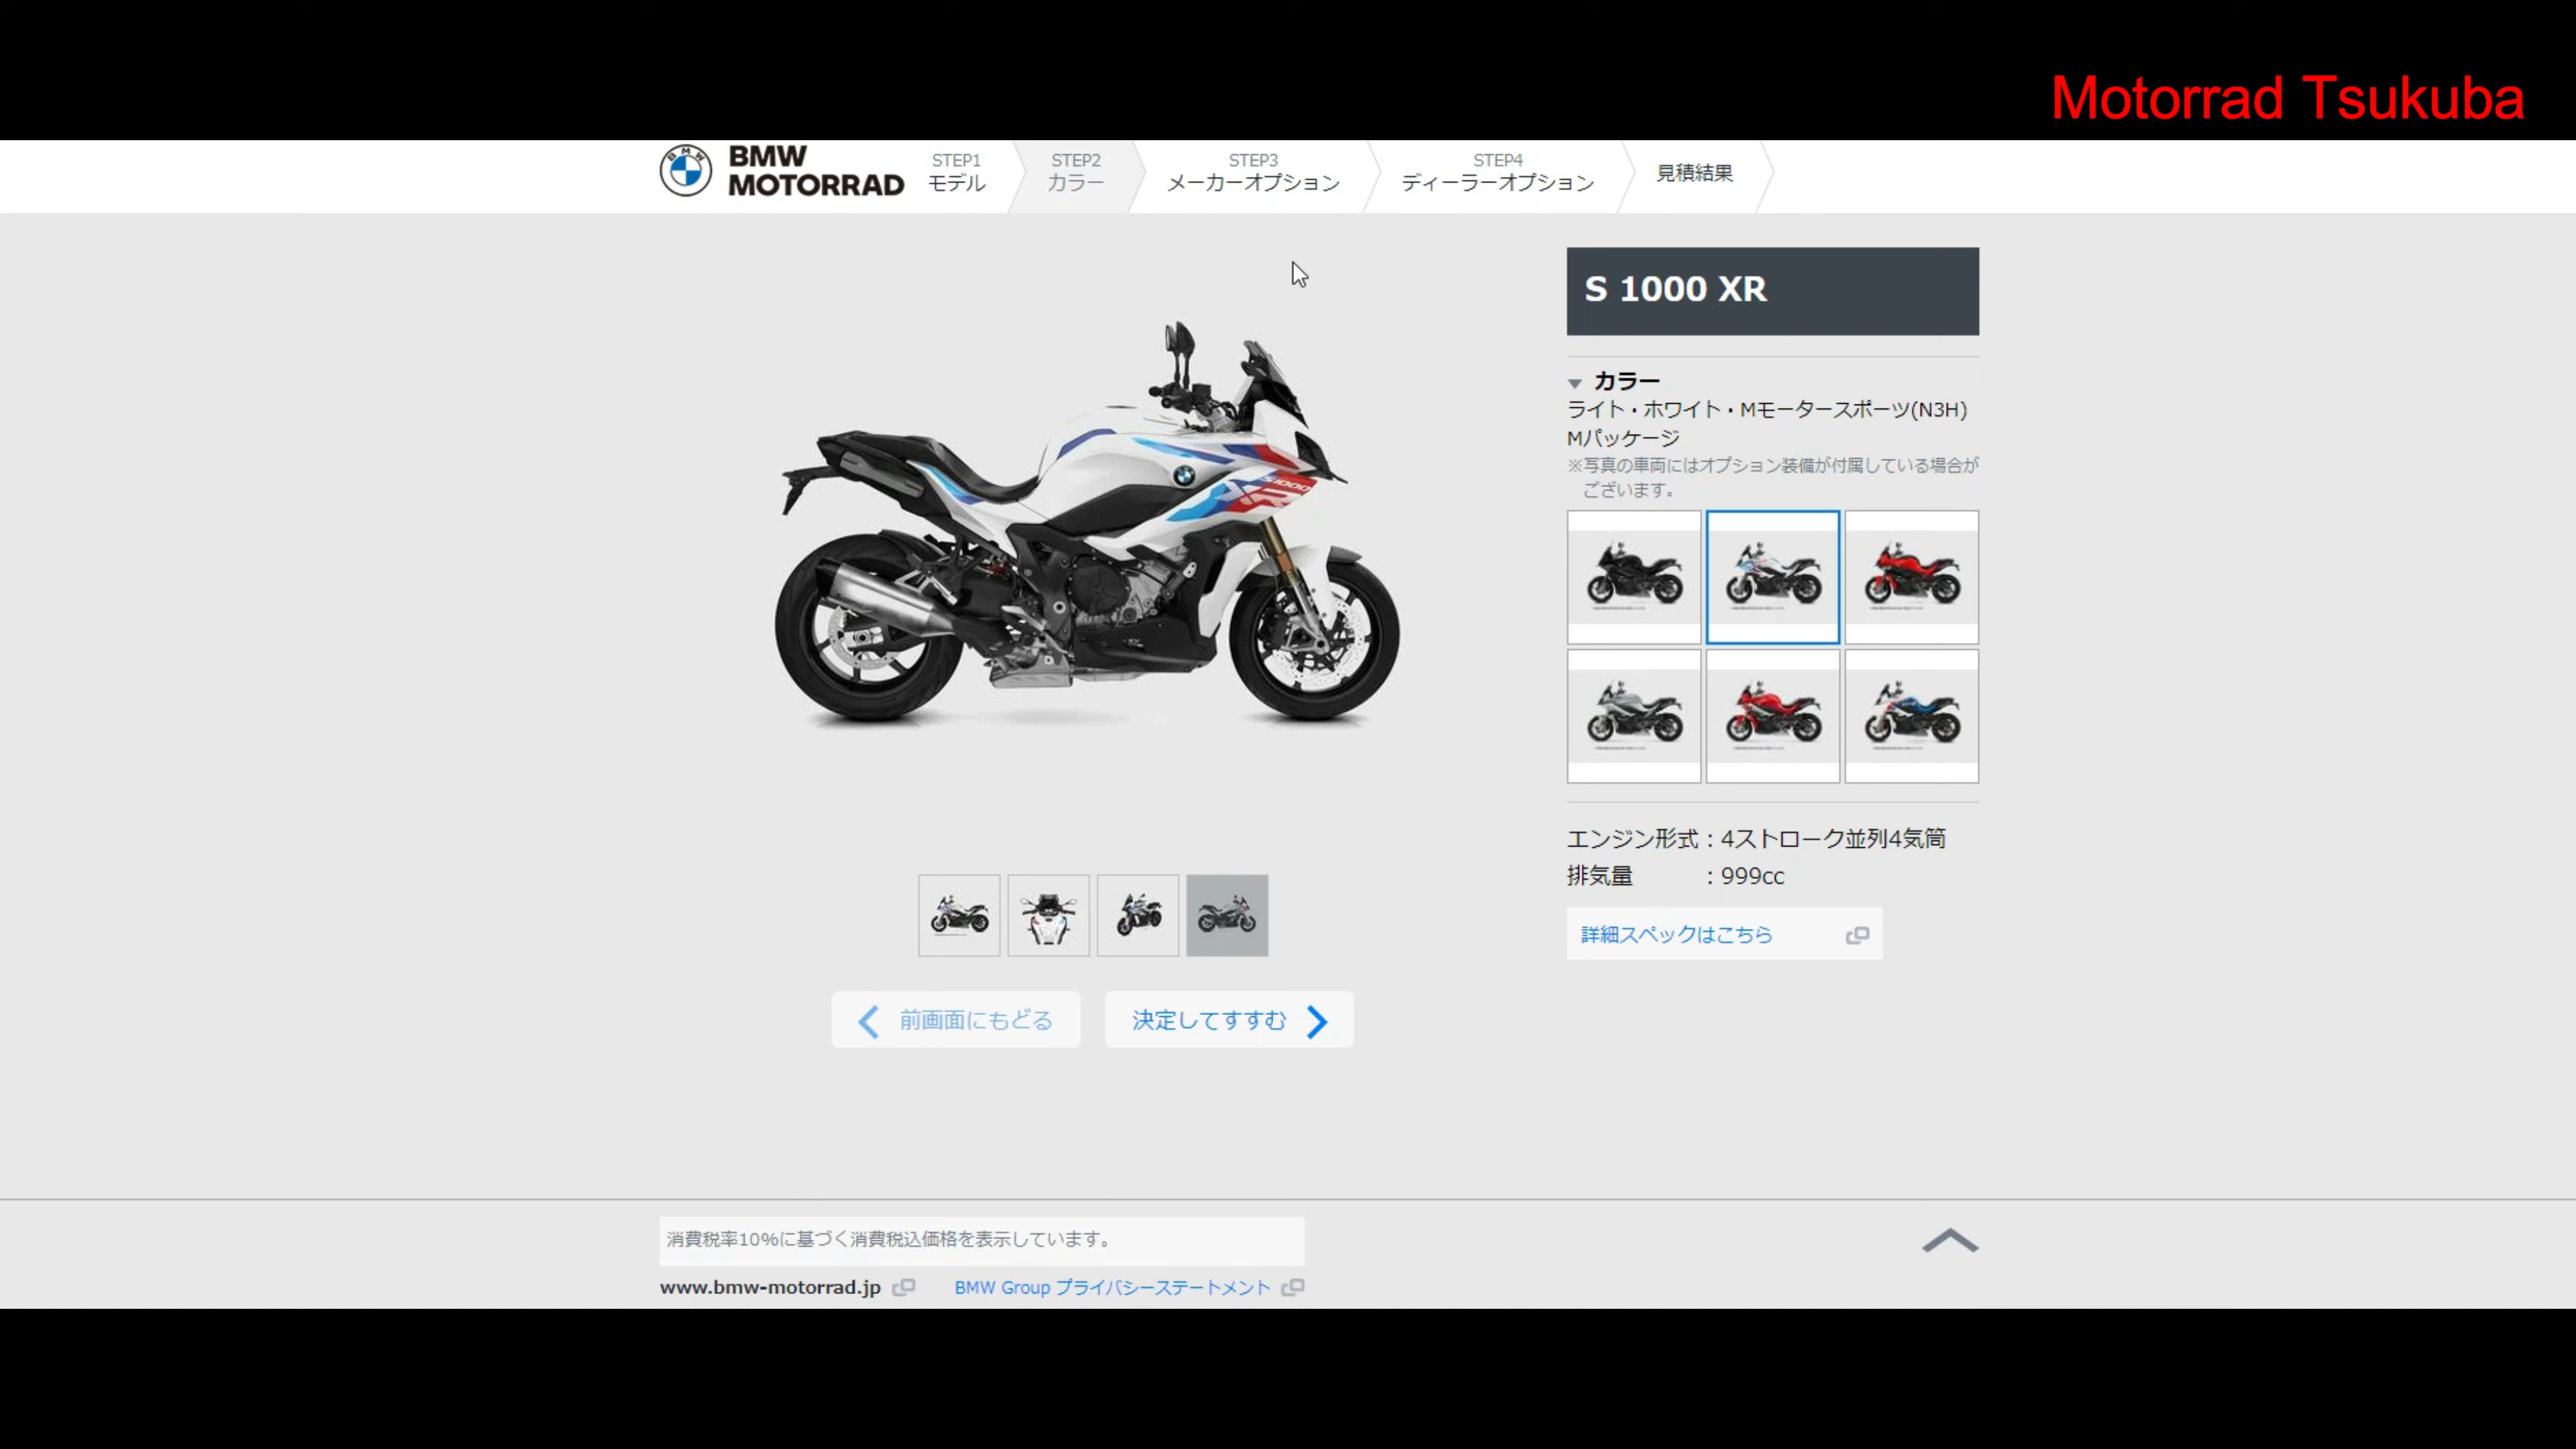 Motorrad Tsukuba
BMW
MOTORRAD
STEP1
モデル
STEP2
カラー
STEP3
メーカーオプション
STEP4
ディーラーオプション
見積結果
S 1000 XR
カラー
ライト・ホワイト・Mモータースポーツ(N3H)
Mパッケージ
※写真の車両にはオプション装備が付属している場合が
ございます。
S1000
XR
エンジン形式：4ストローク並列4気筒
排気量　　　：999cc
詳細スペックはこちら
前画面にもどる
決定してすすむ
消費税率10%に基づく消費税込価格を表示しています。
www.bmw-motorrad.jp
BMW Group プライバシーステートメント